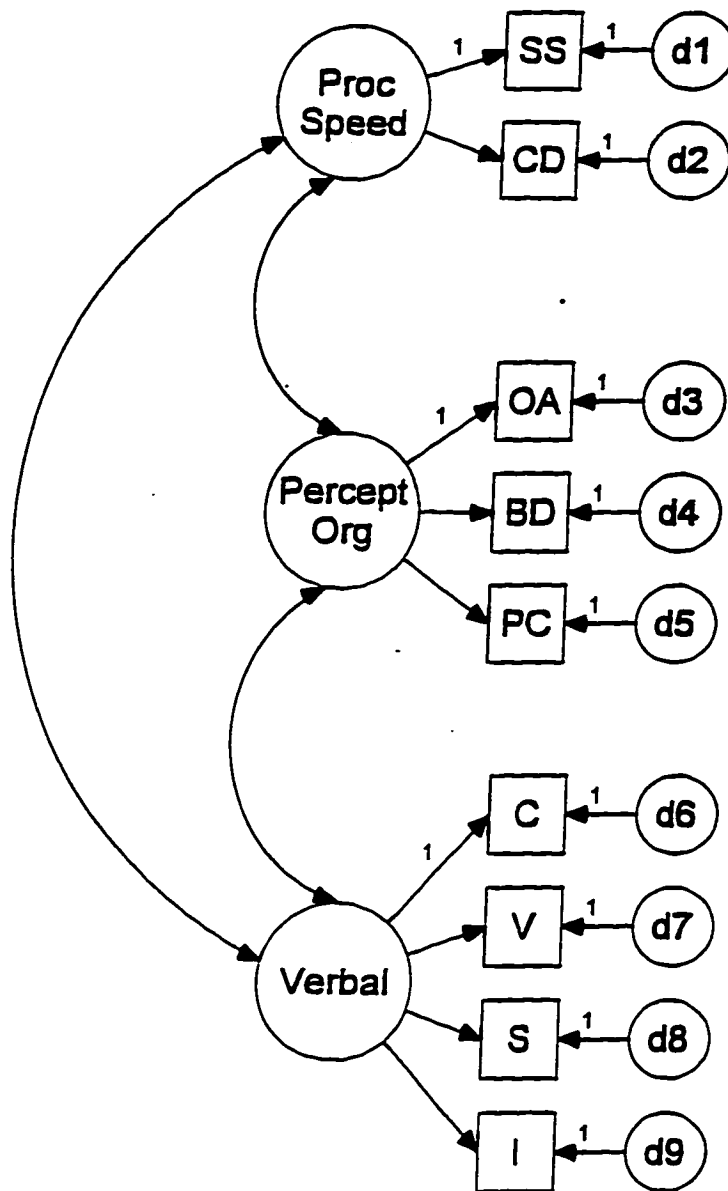 1
SS
1
d1
Proc
Speed
CD
1
d2
1
OA
1
d3
Percept
Org
BD
1
d4
PC
1
d5
1
C
1
d6
V
1
d7
Verbal
S
1
d8
I
1
d9